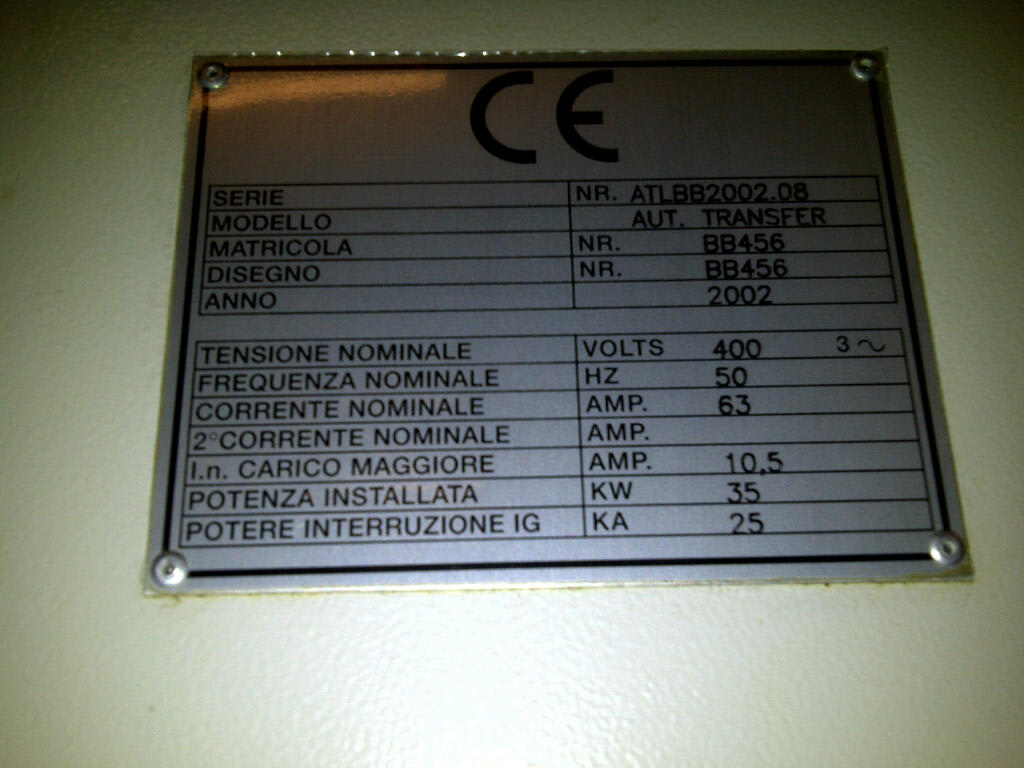 CE
SERIE NR. ATLBB2002.08
MODELLO AUT. TRANSFER
MATRICOLA NR. BB456
DISEGNO NR. BB456
ANNO 2002
TENSIONE NOMINALE VOLTS 400 3~
FREQUENZA NOMINALE HZ 50
CORRENTE NOMINALE AMP. 63
2°CORRENTE NOMINALE AMP.
I.n. CARICO MAGGIORE AMP. 10,5
POTENZA INSTALLATA KW 35
POTERE INTERRUZIONE IG KA 25